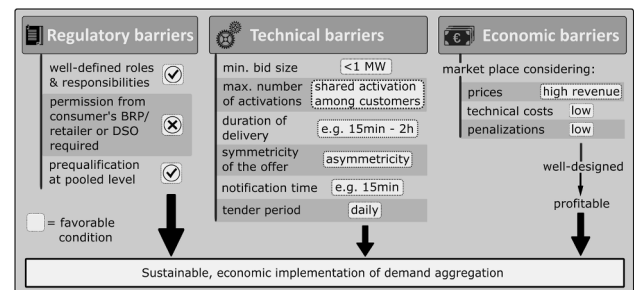 Regulatory barriers
well-defined roles
& responsibilities
permission from
consumer's BRP/
retailer or DSO
required
prequalification
at pooled level
= favorable
condition
Technical barriers
min. bid size <1 MW
max. number shared activation
of activations among customers
duration of
delivery e.g. 15min - 2h
symmetricity
of the offer asymmetricity
notification time e.g. 15min
tender period daily
€ Economic barriers
market place considering:
prices high revenue
technical costs low
penalizations low
well-designed
profitable
Sustainable, economic implementation of demand aggregation